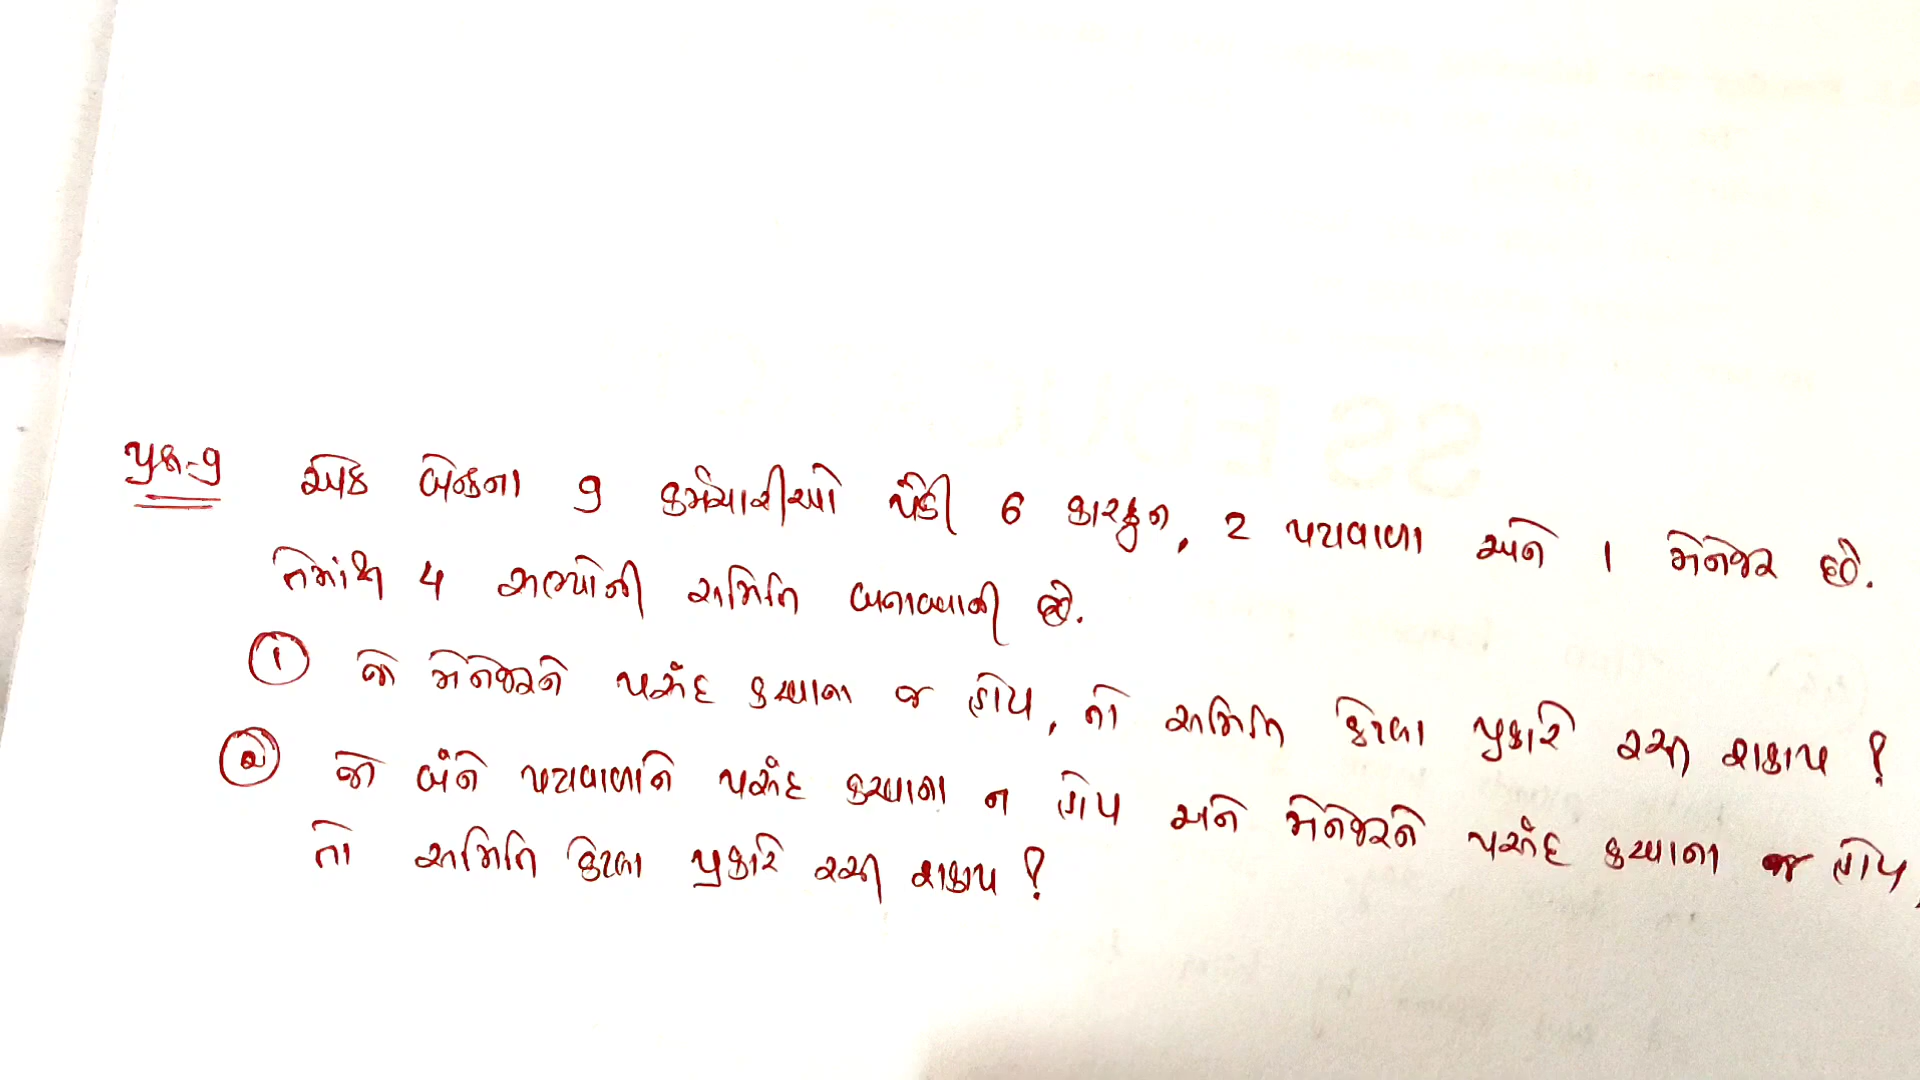 પ્રશ્ન-9 એક બેન્કના 9 કર્મચારીઓ પૈકી 6 કારકુન, 2 પટાવાળા અને 1 મેનેજર છે.
તેમાંથી 4 સભ્યોની સમિતિ બનાવવાની છે.
① જો મેનેજરને પસંદ કરવાના જ હોય, તો સમિતિ કેટલા પ્રકારે રચી શકાય ?
② જો બંને પટાવાળાને પસંદ કરવાના ન હોય અને મેનેજરને પસંદ કરવાના જ હોય,
તો સમિતિ કેટલા પ્રકારે રચી શકાય ?